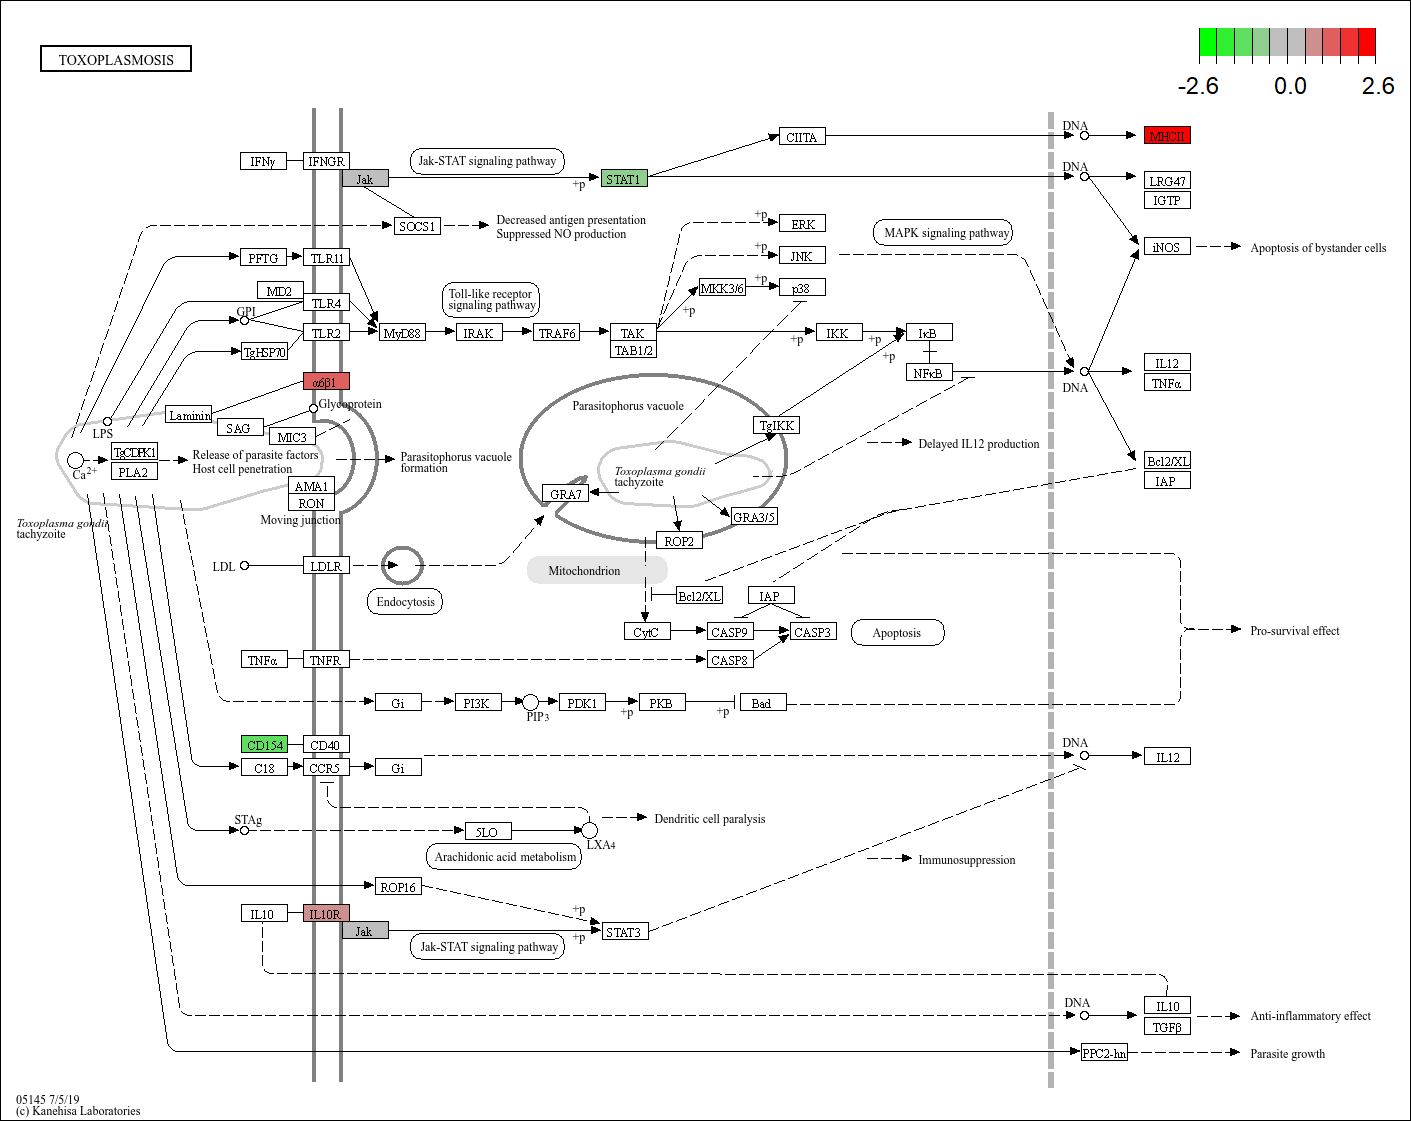 TOXOPLASMOSIS
-2.6 0.0 2.6
DNA
CIITA
MHCII
IFNγ
IFNGR
Jak-STAT signaling pathway
Jak
+p
STAT1
DNA
LRG47
IGTP
SOCS1
Decreased antigen presentation
Suppressed NO production
+p
ERK
MAPK signaling pathway
iNOS
Apoptosis of bystander cells
PFTG
TLR11
+p
JNK
MD2
TLR4
Toll-like receptor
signaling pathway
MKK3/6
+p
p38
+p
GPI
TLR2
MyD88
IRAK
TRAF6
TAK
TAB1/2
+p
IKK
+p
IκB
+p
NFκB
TgHSP70
IL12
TNFα
DNA
α6β1
Laminin
Glycoprotein
SAG
MIC3
LPS
Parasitophorus vacuole
TgIKK
Delayed IL12 production
Ca2+
TgCDPK1
PLA2
Release of parasite factors
Host cell penetration
Parasitophorus vacuole
formation
Toxoplasma gondii
tachyzoite
Bcl2/XL
IAP
AMA1
RON
Moving junction
GRA7
GRA3/5
ROP2
Toxoplasma gondii
tachyzoite
LDL
LDLR
Endocytosis
Mitochondrion
Bcl2/XL
IAP
CytC
CASP9
CASP3
Apoptosis
Pro-survival effect
TNFα
TNFR
CASP8
Gi
PI3K
PIP3
PDK1
+p
PKB
+p
Bad
CD154
CD40
C18
CCR5
Gi
DNA
IL12
STAg
5LO
LXA4
Dendritic cell paralysis
Arachidonic acid metabolism
Immunosuppression
ROP16
+p
IL10
IL10R
Jak
+p
STAT3
Jak-STAT signaling pathway
DNA
IL10
TGFβ
Anti-inflammatory effect
PPC2-hn
Parasite growth
05145 7/5/19
(c) Kanehisa Laboratories